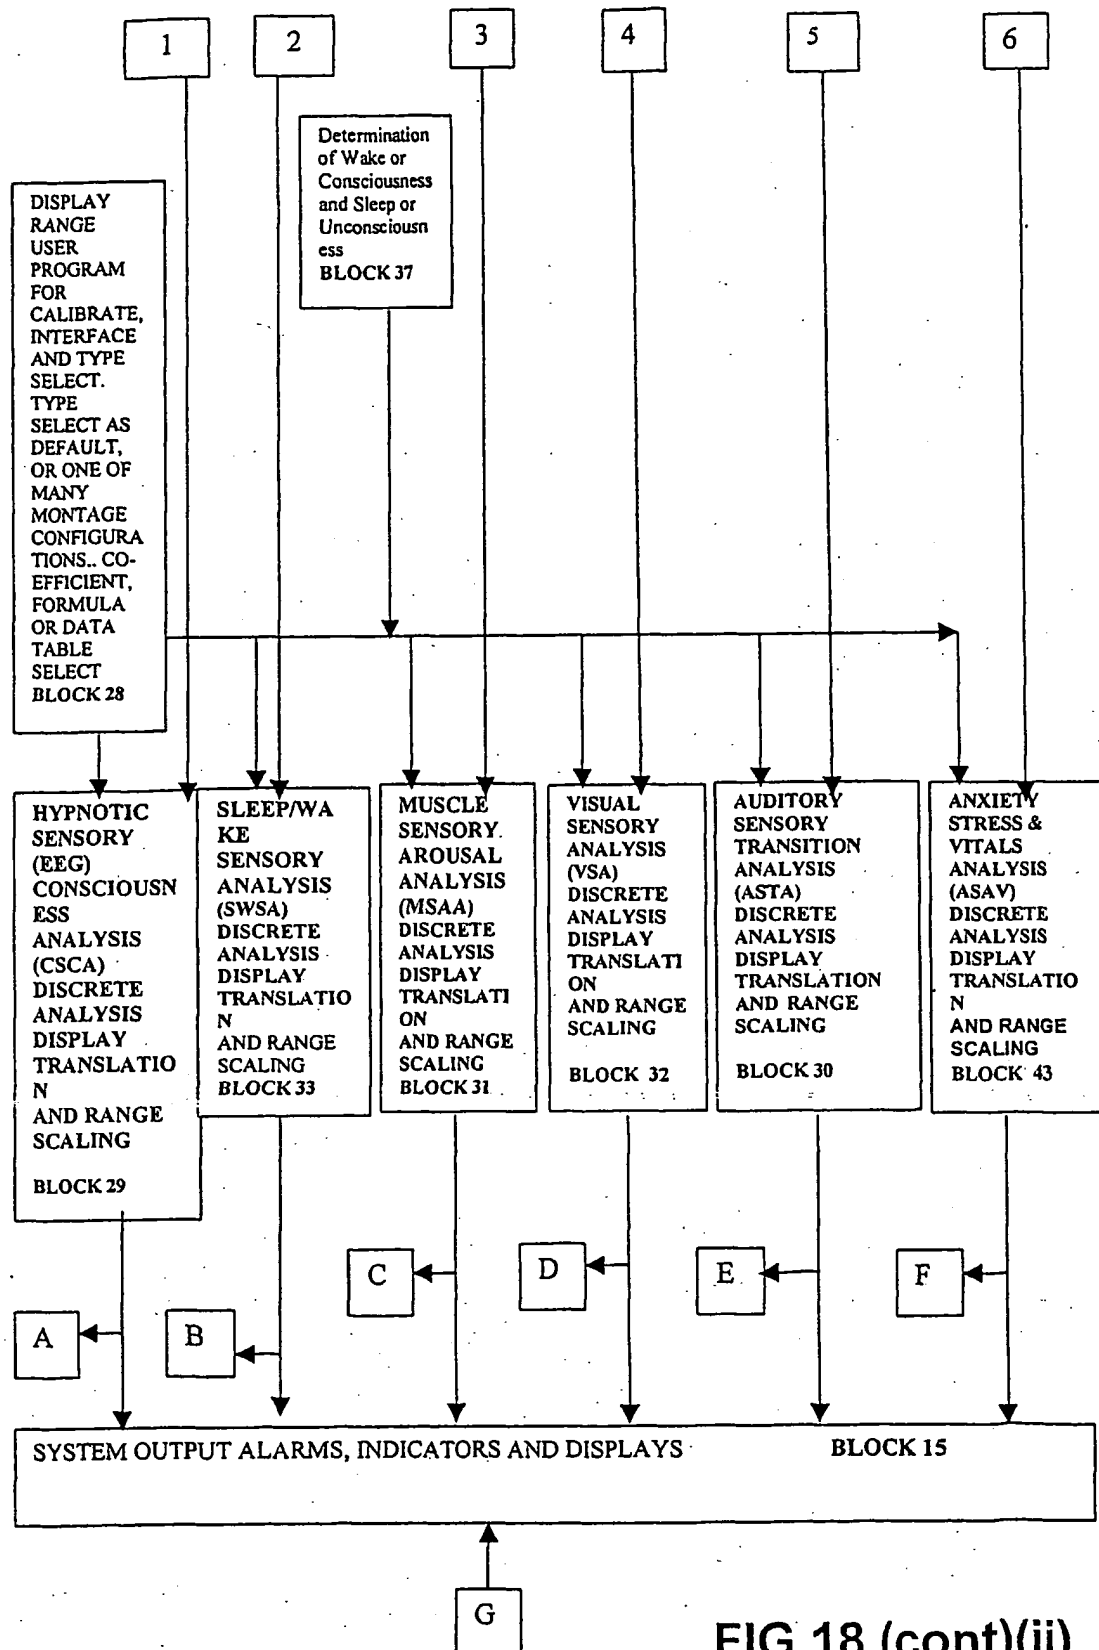 1
2
3
4
5
6
Determination
of Wake or
Consciousness
and Sleep or
Unconsciousn
ess
BLOCK 37
DISPLAY
RANGE
USER
PROGRAM
FOR
CALIBRATE,
INTERFACE
AND TYPE
SELECT.
TYPE
SELECT AS
DEFAULT,
OR ONE OF
MANY
MONTAGE
CONFIGURA
TIONS.. CO-
EFFICIENT,
FORMULA
OR DATA
TABLE
SELECT
BLOCK 28
HYPNOTIC
SENSORY
(EEG)
CONSCIOUSN
ESS
ANALYSIS
(CSCA)
DISCRETE
ANALYSIS
DISPLAY
TRANSLATIO
N
AND RANGE
SCALING
BLOCK 29
SLEEP/WA
KE
SENSORY
ANALYSIS
(SWSA)
DISCRETE
ANALYSIS
DISPLAY
TRANSLATIO
N
AND RANGE
SCALING
BLOCK 33
MUSCLE
SENSORY.
AROUSAL
ANALYSIS
(MSAA)
DISCRETE
ANALYSIS
DISPLAY
TRANSLATI
ON
AND RANGE
SCALING
BLOCK 31
VISUAL
SENSORY
ANALYSIS
(VSA)
DISCRETE
ANALYSIS
DISPLAY
TRANSLATI
ON
AND RANGE
SCALING
BLOCK 32
AUDITORY
SENSORY
TRANSITION
ANALYSIS
(ASTA)
DISCRETE
ANALYSIS
DISPLAY
TRANSLATION
AND RANGE
SCALING
BLOCK 30
ANXIETY
STRESS &
VITALS
ANALYSIS
(ASAV)
DISCRETE
ANALYSIS
DISPLAY
TRANSLATIO
N
AND RANGE
SCALING
BLOCK 43
A
B
C
D
E
F
SYSTEM OUTPUT ALARMS, INDICATORS AND DISPLAYS BLOCK 15
G
FIG 18 (cont)(ii)